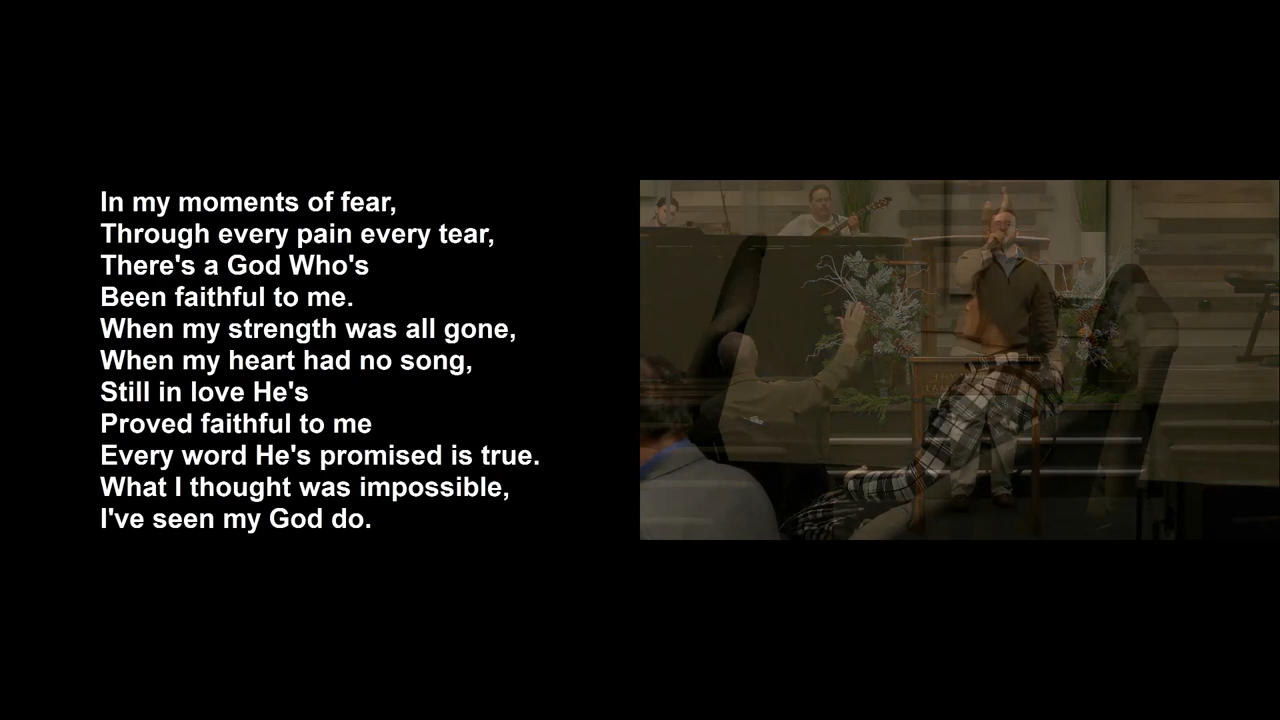 In my moments of fear,
Through every pain every tear,
There's a God Who's
Been faithful to me.
When my strength was all gone,
When my heart had no song,
Still in love He's
Proved faithful to me
Every word He's promised is true.
What I thought was impossible,
I've seen my God do.